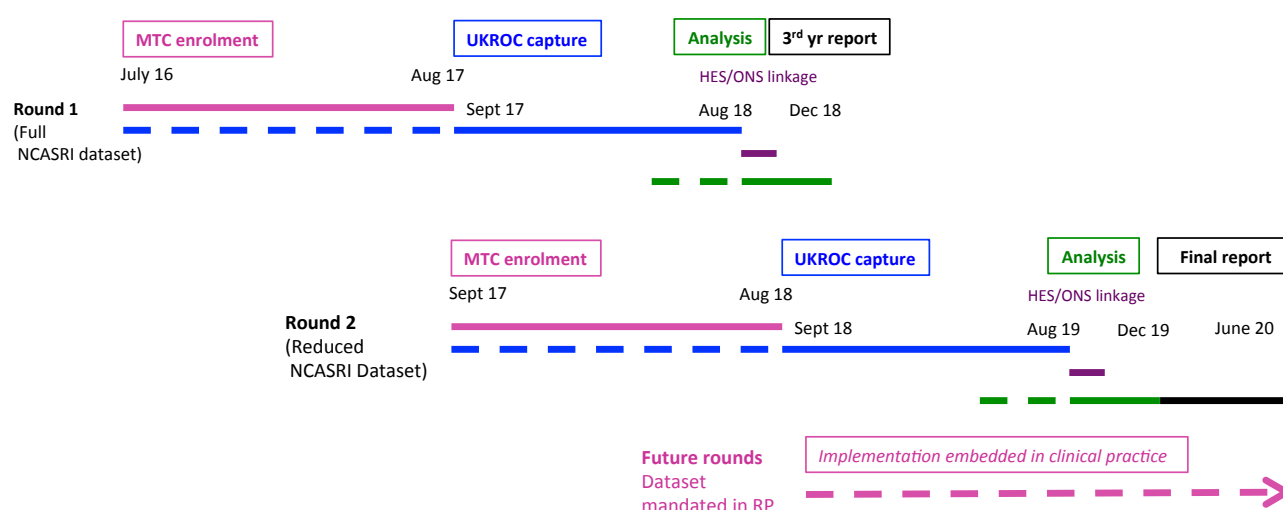 MTC enrolment
UKROC capture
Analysis
3rd yr report
July 16
Aug 17
HES/ONS linkage
Round 1
(Full
NCASRI dataset)
Sept 17
Aug 18
Dec 18
MTC enrolment
UKROC capture
Analysis
Final report
Sept 17
Aug 18
HES/ONS linkage
Round 2
(Reduced
NCASRI Dataset)
Sept 18
Aug 19
Dec 19
June 20
Future rounds
Dataset
mandated in RP
Implementation embedded in clinical practice